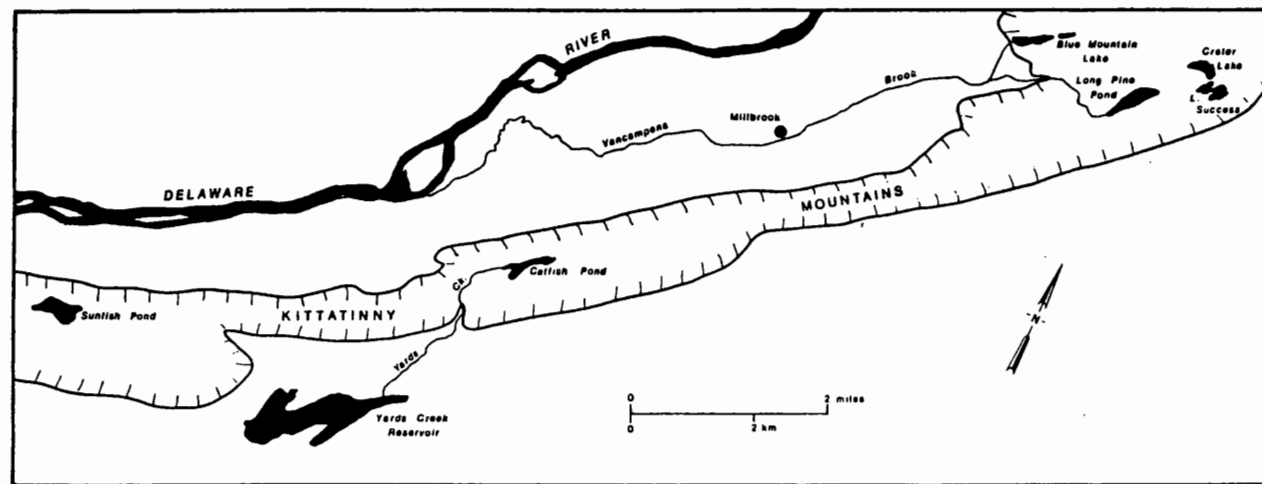 RIVER
Blue Mountain
Lake
Crater
Lake
Long Pine
Pond
L.
Success
Brook
Millbrook
Vancampens
DELAWARE
MOUNTAINS
Catfish Pond
Ck.
Sunfish Pond
KITTATINNY
Yards
Yards Creek
Reservoir
-N-
0 2 miles
0 2 km